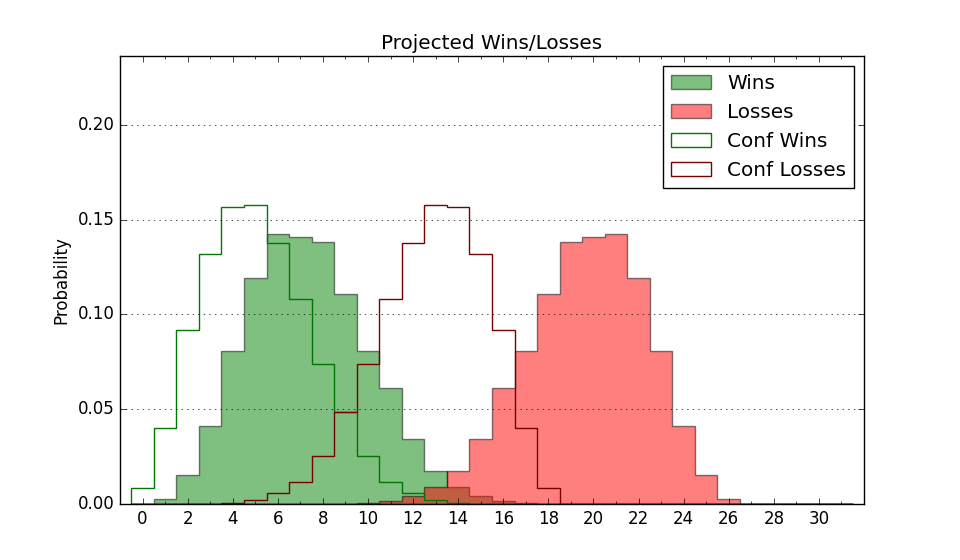 Projected Wins/Losses
Wins
Losses
Conf Wins
Conf Losses
Probability
0.20
0.15
0.10
0.05
0.00
0 2 4 6 8 10 12 14 16 18 20 22 24 26 28 30